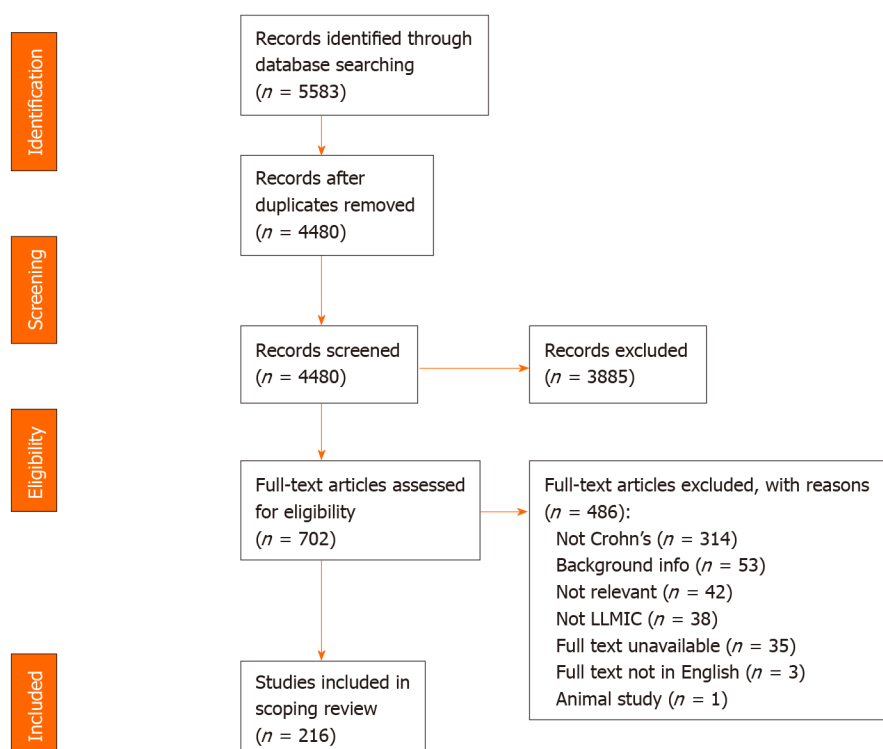 Identification
Records identified through
database searching
(n = 5583)
Records after
duplicates removed
(n = 4480)
Screening
Records screened
(n = 4480)
Records excluded
(n = 3885)
Eligibility
Full-text articles assessed
for eligibility
(n = 702)
Full-text articles excluded, with reasons
(n = 486):
Not Crohn’s (n = 314)
Background info (n = 53)
Not relevant (n = 42)
Not LLMIC (n = 38)
Full text unavailable (n = 35)
Full text not in English (n = 3)
Animal study (n = 1)
Included
Studies included in
scoping review
(n = 216)